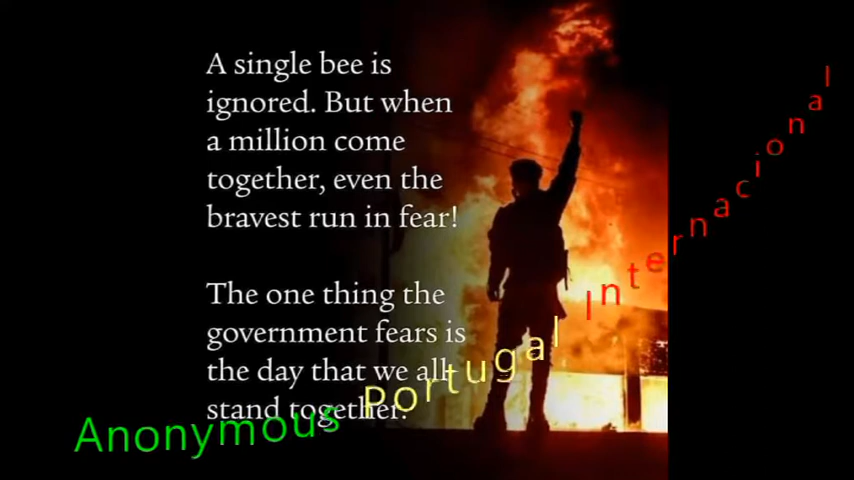 A single bee is
ignored. But when
a million come
together, even the
bravest run in fear!
The one thing the
government fears is
the day that we all
stand together.
Anonymous Portugal Internacional